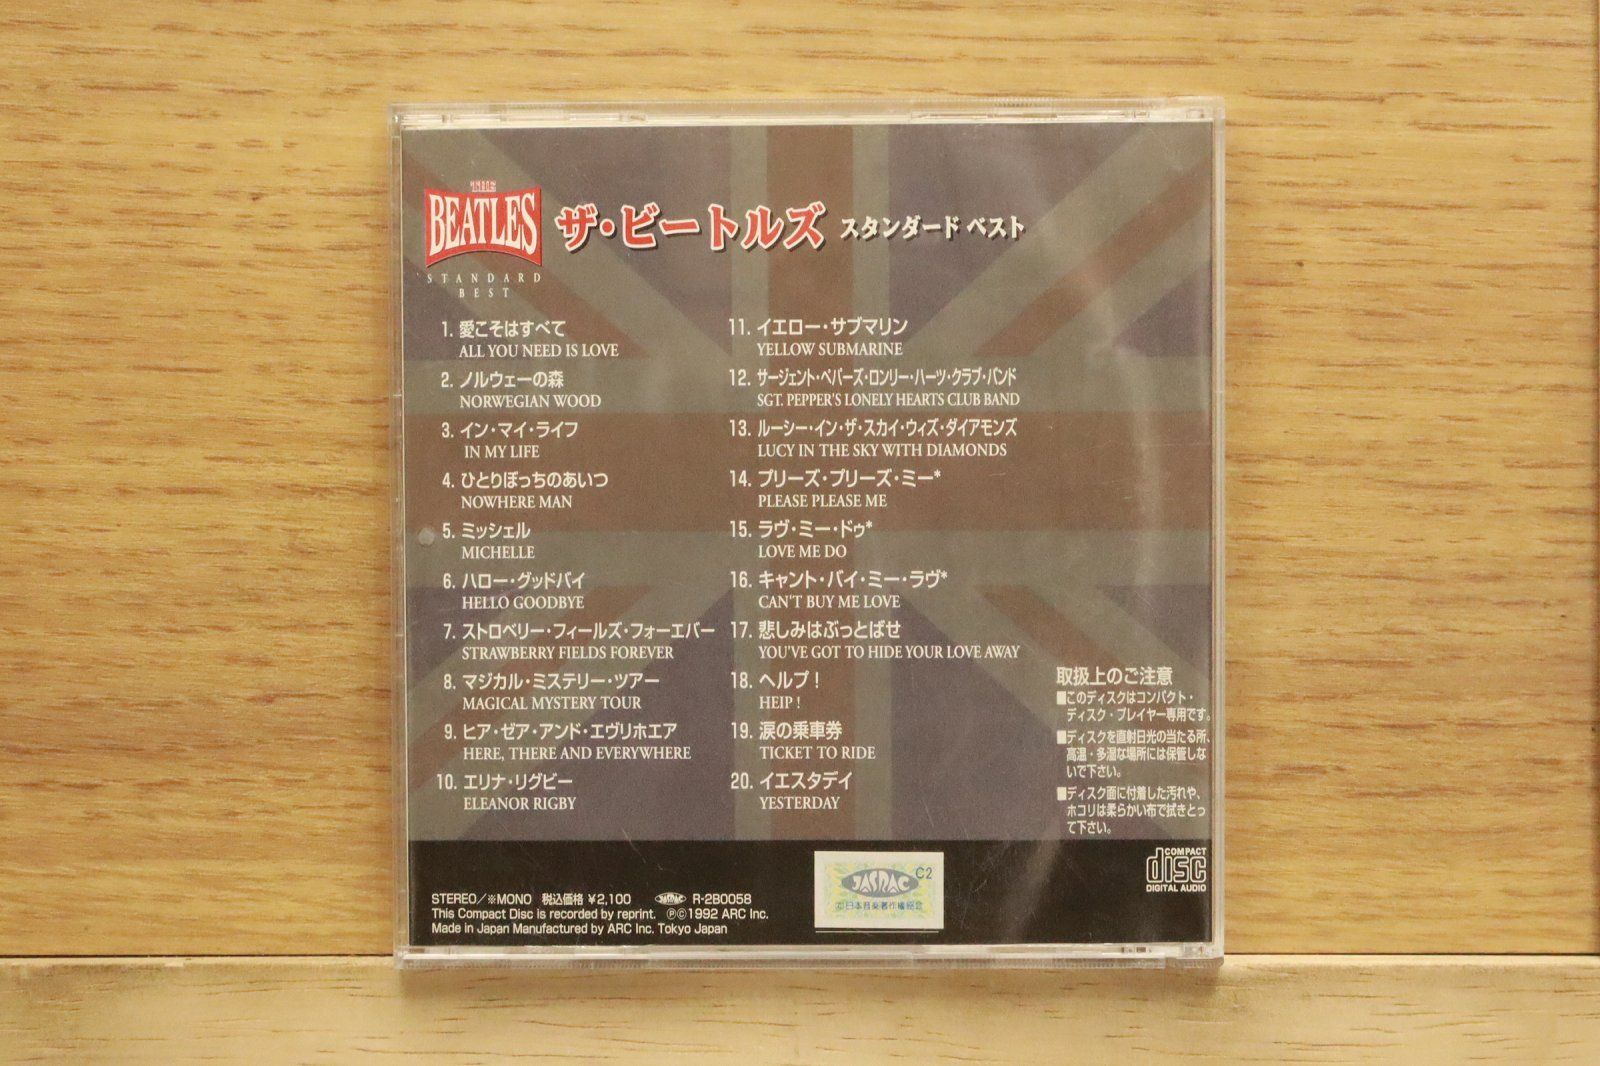 THE
BEATLES
STANDARD
BEST
ザ・ビートルズ スタンダード ベスト
1. 愛こそはすべて
ALL YOU NEED IS LOVE
2. ノルウェーの森
NORWEGIAN WOOD
3. イン・マイ・ライフ
IN MY LIFE
4. ひとりぼっちのあいつ
NOWHERE MAN
5. ミッシェル
MICHELLE
6. ハロー・グッドバイ
HELLO GOODBYE
7. ストロベリー・フィールズ・フォーエバー
STRAWBERRY FIELDS FOREVER
8. マジカル・ミステリー・ツアー
MAGICAL MYSTERY TOUR
9. ヒア・ゼア・アンド・エヴリホエア
HERE, THERE AND EVERYWHERE
10. エリナ・リグビー
ELEANOR RIGBY
11. イエロー・サブマリン
YELLOW SUBMARINE
12. サージェント・ペパーズ・ロンリー・ハーツ・クラブ・バンド
SGT. PEPPER'S LONELY HEARTS CLUB BAND
13. ルーシー・イン・ザ・スカイ・ウィズ・ダイアモンズ
LUCY IN THE SKY WITH DIAMONDS
14. プリーズ・プリーズ・ミー*
PLEASE PLEASE ME
15. ラヴ・ミー・ドゥ*
LOVE ME DO
16. キャント・バイ・ミー・ラヴ*
CAN'T BUY ME LOVE
17. 悲しみはぶっとばせ
YOU'VE GOT TO HIDE YOUR LOVE AWAY
18. ヘルプ！
HEIP !
19. 涙の乗車券
TICKET TO RIDE
20. イエスタデイ
YESTERDAY
取扱上のご注意
■このディスクはコンパクト・
ディスク・プレイヤー専用です。
■ディスクを直射日光の当たる所、
高温・多湿な場所には保管しな
いで下さい。
■ディスク面に付着した汚れや、
ホコリは柔らかい布で拭きとっ
て下さい。
COMPACT
disc
DIGITAL AUDIO
STEREO/※MONO 税込価格 ¥2,100 JASRAC R-2B0058
This Compact Disc is recorded by reprint. ℗©1992 ARC Inc.
Made in Japan Manufactured by ARC Inc. Tokyo Japan
JASRAC C2
©日本音楽著作権協会